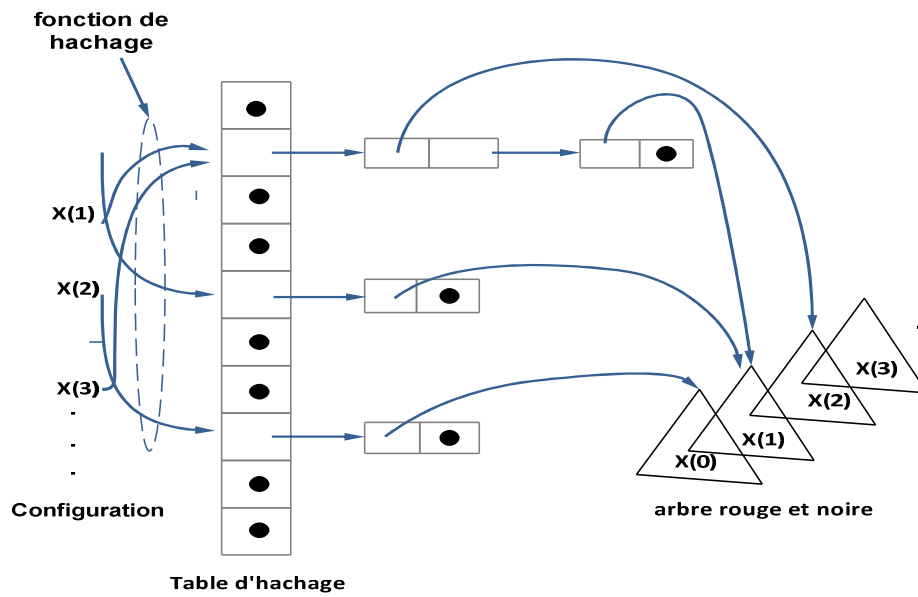 fonction de
hachage
X(1)
X(2)
X(3)
.
.
.
Configuration
Table d'hachage
X(3)
X(2)
X(1)
X(0)
arbre rouge et noire